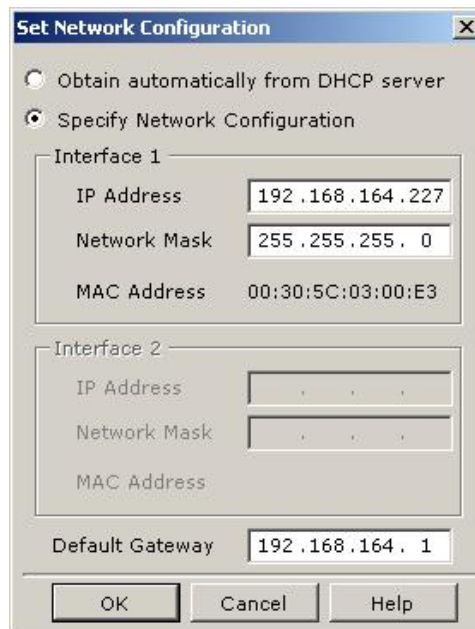 Set Network Configuration
Obtain automatically from DHCP server
Specify Network Configuration
Interface 1
IP Address 192.168.164.227
Network Mask 255.255.255. 0
MAC Address 00:30:5C:03:00:E3
Interface 2
IP Address . . .
Network Mask . . .
MAC Address
Default Gateway 192.168.164. 1
OK Cancel Help